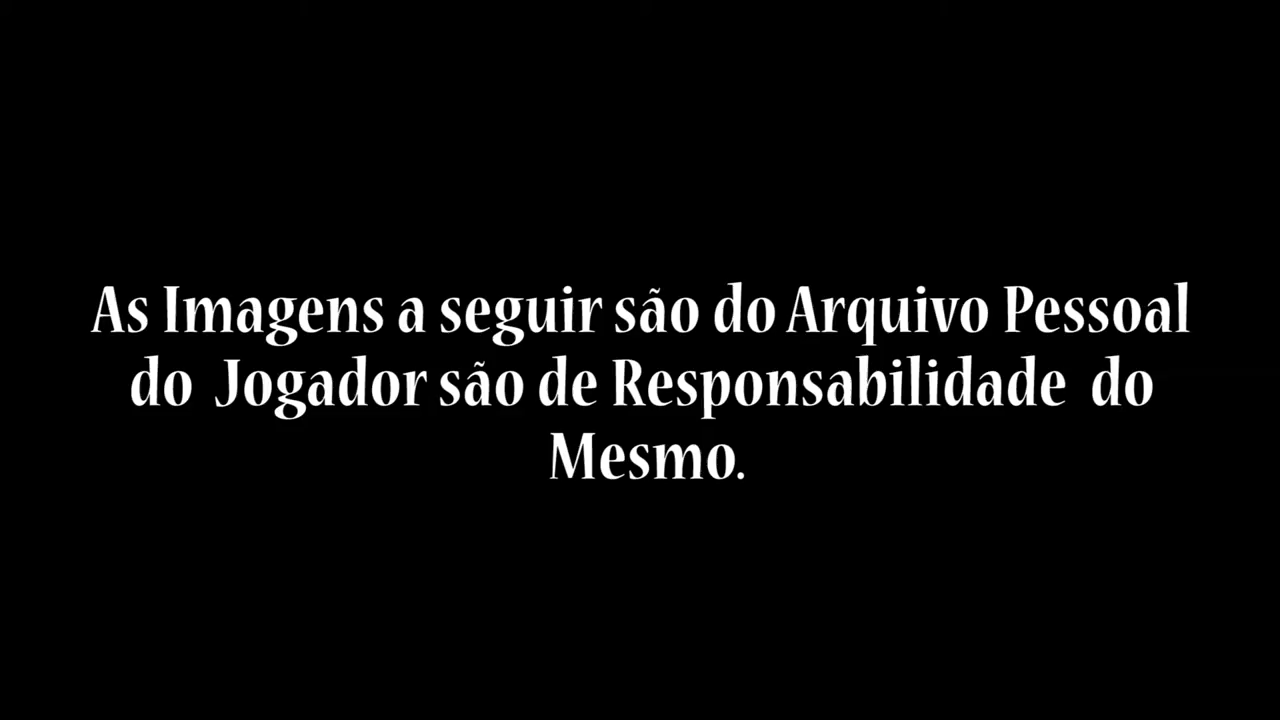 As Imagens a seguir são do Arquivo Pessoal
do Jogador são de Responsabilidade do
Mesmo.